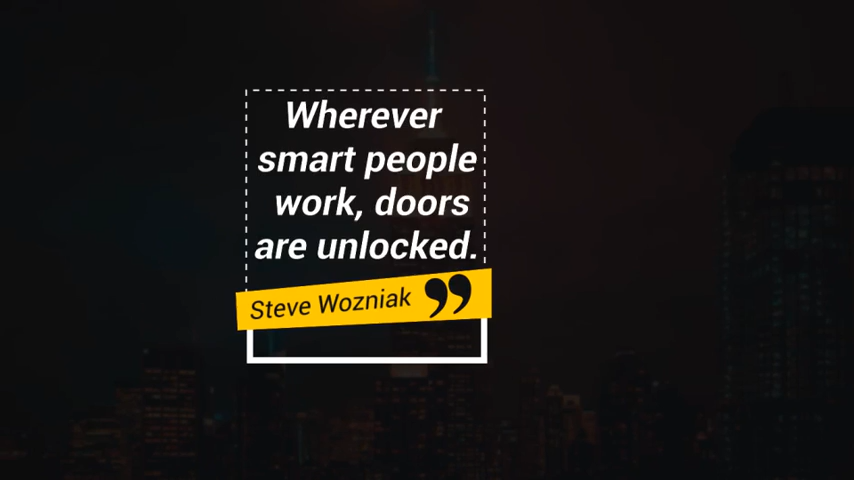 Wherever
smart people
work, doors
are unlocked.
Steve Wozniak ”